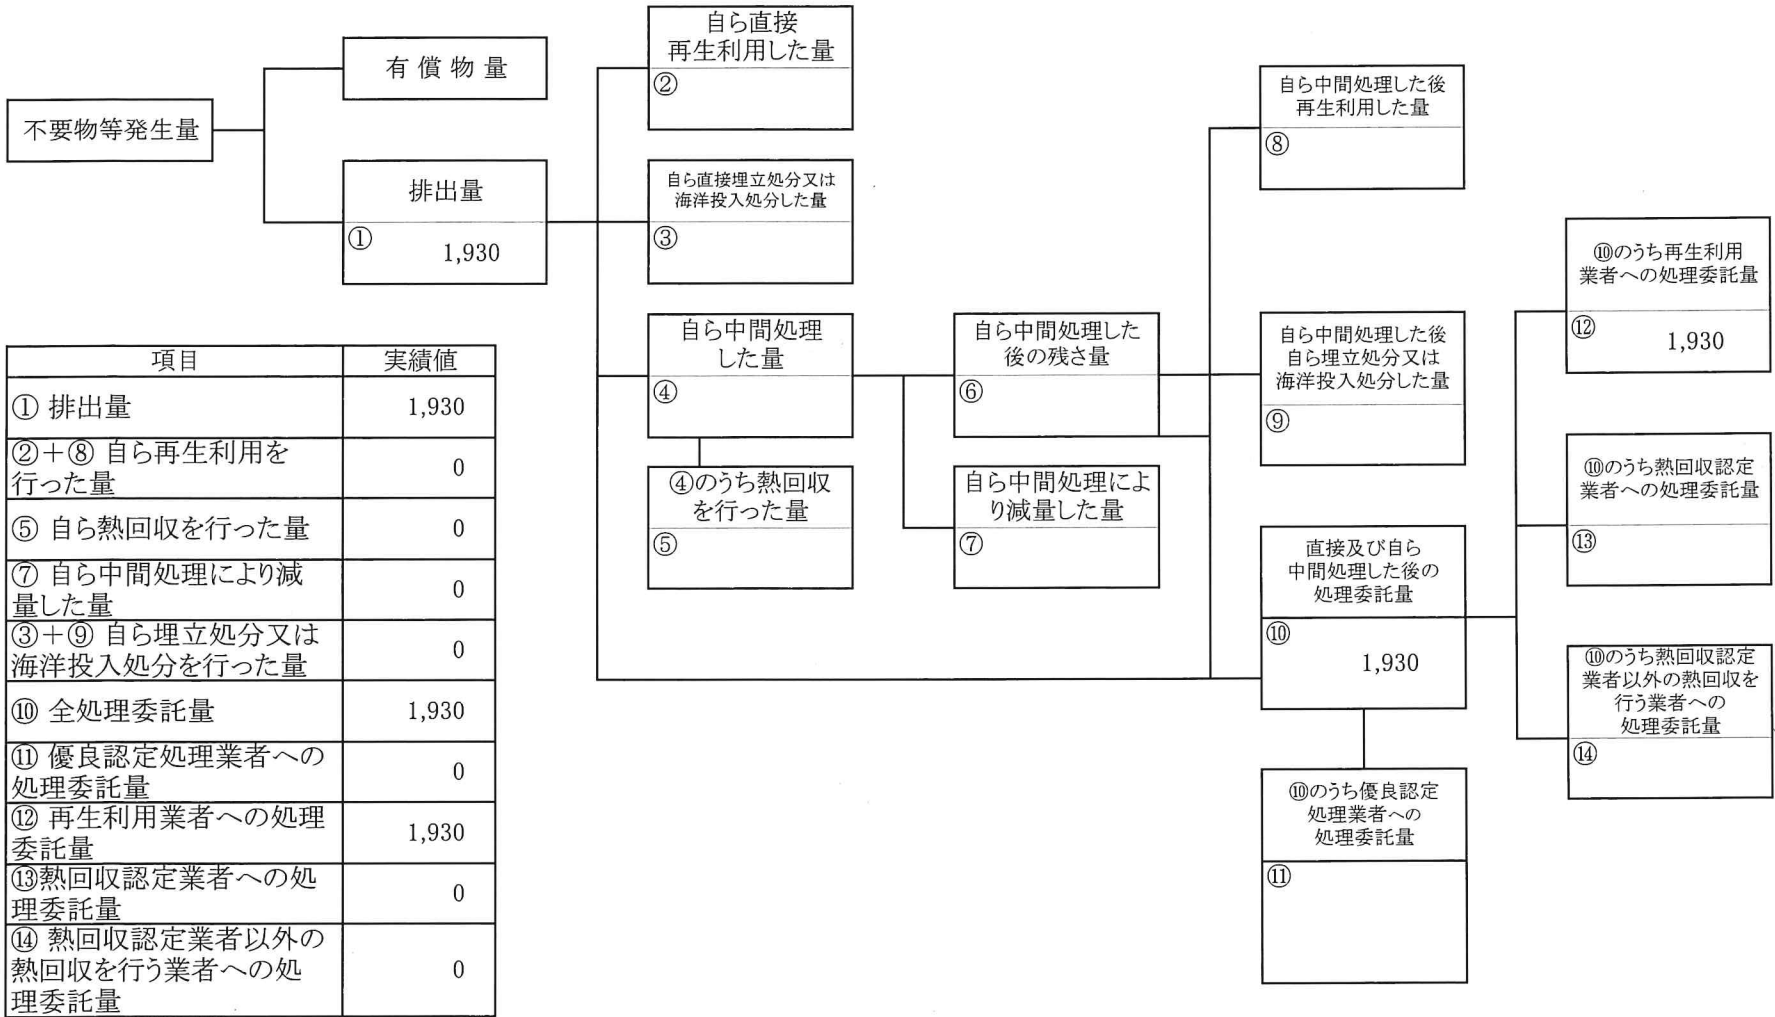 不要物等発生量
有償物量
排出量
①
1,930
自ら直接
再生利用した量
②
自ら直接埋立処分又は
海洋投入処分した量
③
自ら中間処理
した量
④
④のうち熱回収
を行った量
⑤
自ら中間処理した
後の残さ量
⑥
自ら中間処理によ
り減量した量
⑦
自ら中間処理した後
再生利用した量
⑧
自ら中間処理した後
自ら埋立処分又は
海洋投入処分した量
⑨
直接及び自ら
中間処理した後の
処理委託量
⑩
1,930
⑩のうち優良認定
処理業者への
処理委託量
⑪
⑩のうち再生利用
業者への処理委託量
⑫
1,930
⑩のうち熱回収認定
業者への処理委託量
⑬
⑩のうち熱回収認定
業者以外の熱回収を
行う業者への
処理委託量
⑭
項目 実績値
① 排出量 1,930
②+⑧ 自ら再生利用を
行った量 0
⑤ 自ら熱回収を行った量 0
⑦ 自ら中間処理により減
量した量 0
③+⑨ 自ら埋立処分又は
海洋投入処分を行った量 0
⑩ 全処理委託量 1,930
⑪ 優良認定処理業者への
処理委託量 0
⑫ 再生利用業者への処理
委託量 1,930
⑬熱回収認定業者への処
理委託量 0
⑭ 熱回収認定業者以外の
熱回収を行う業者への処
理委託量 0